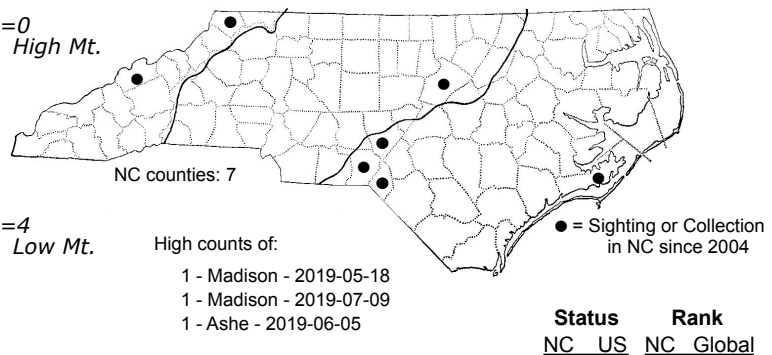 =0
High Mt.
NC counties: 7
=4
Low Mt.
High counts of:
1 - Madison - 2019-05-18
1 - Madison - 2019-07-09
1 - Ashe - 2019-06-05
● = Sighting or Collection
in NC since 2004
Status Rank
NC US NC Global